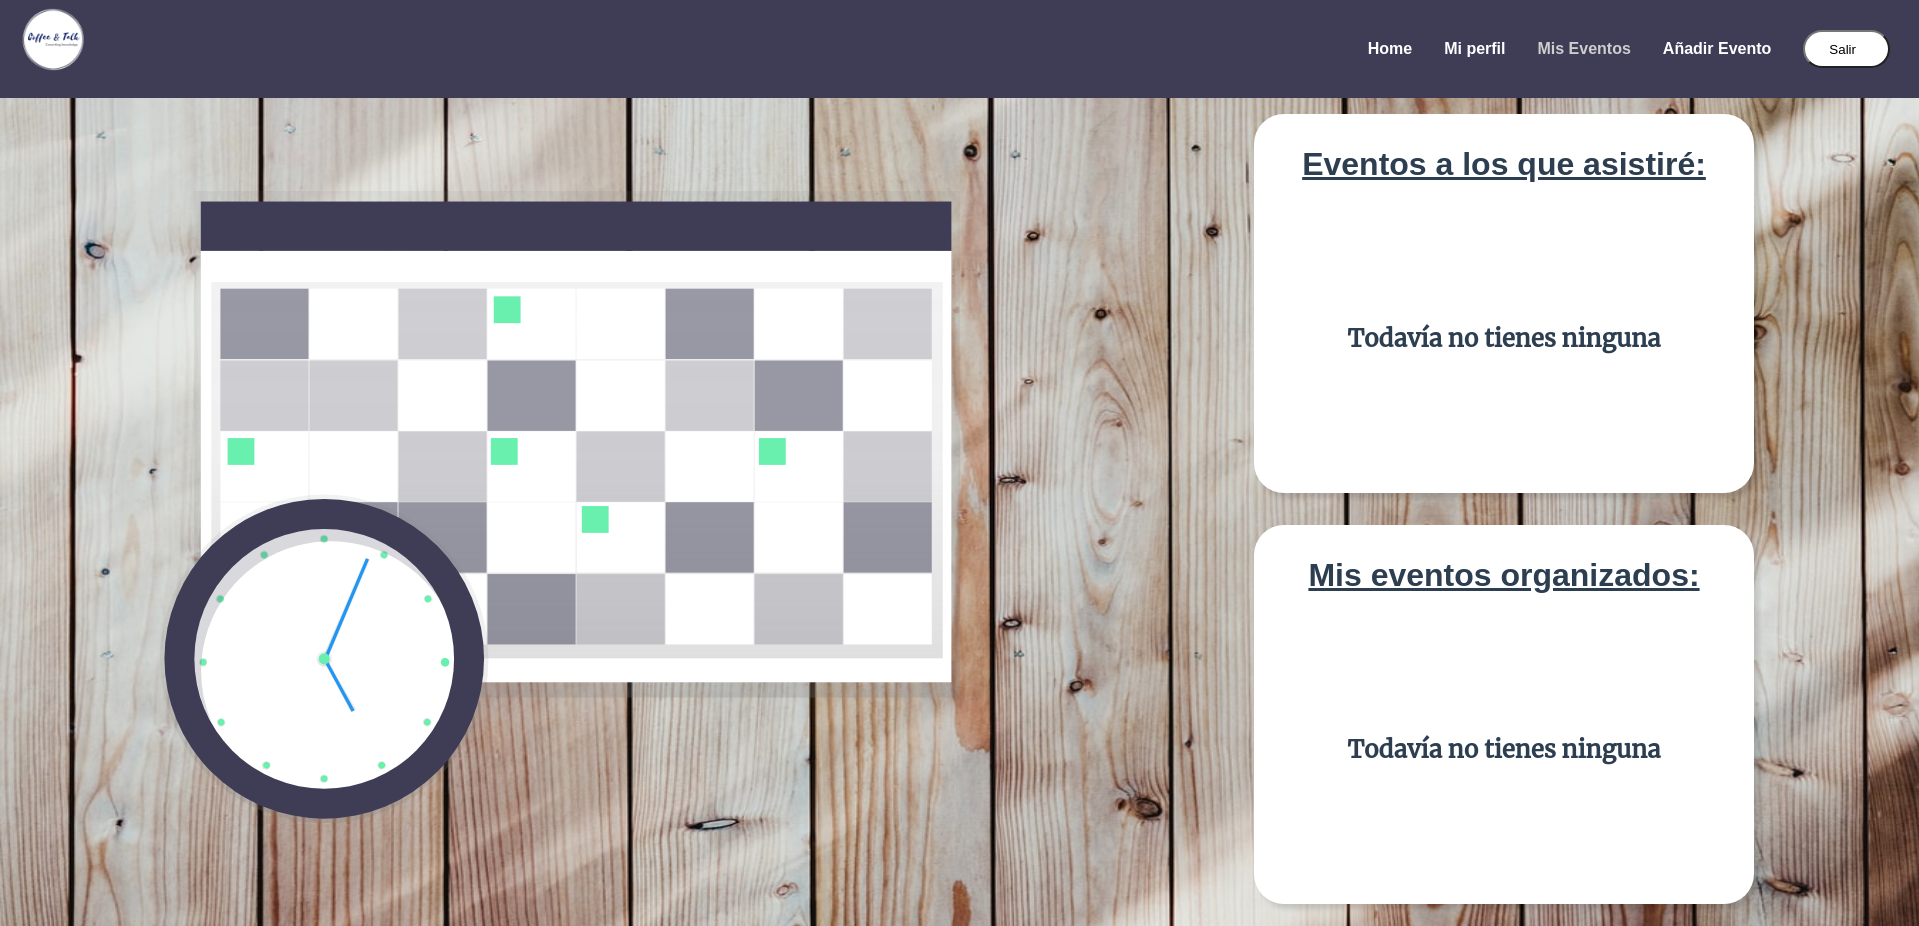 Coffee & Talk
Home
Mi perfil
Mis Eventos
Añadir Evento
Salir
Eventos a los que asistiré:
Todavía no tienes ninguna
Mis eventos organizados:
Todavía no tienes ninguna